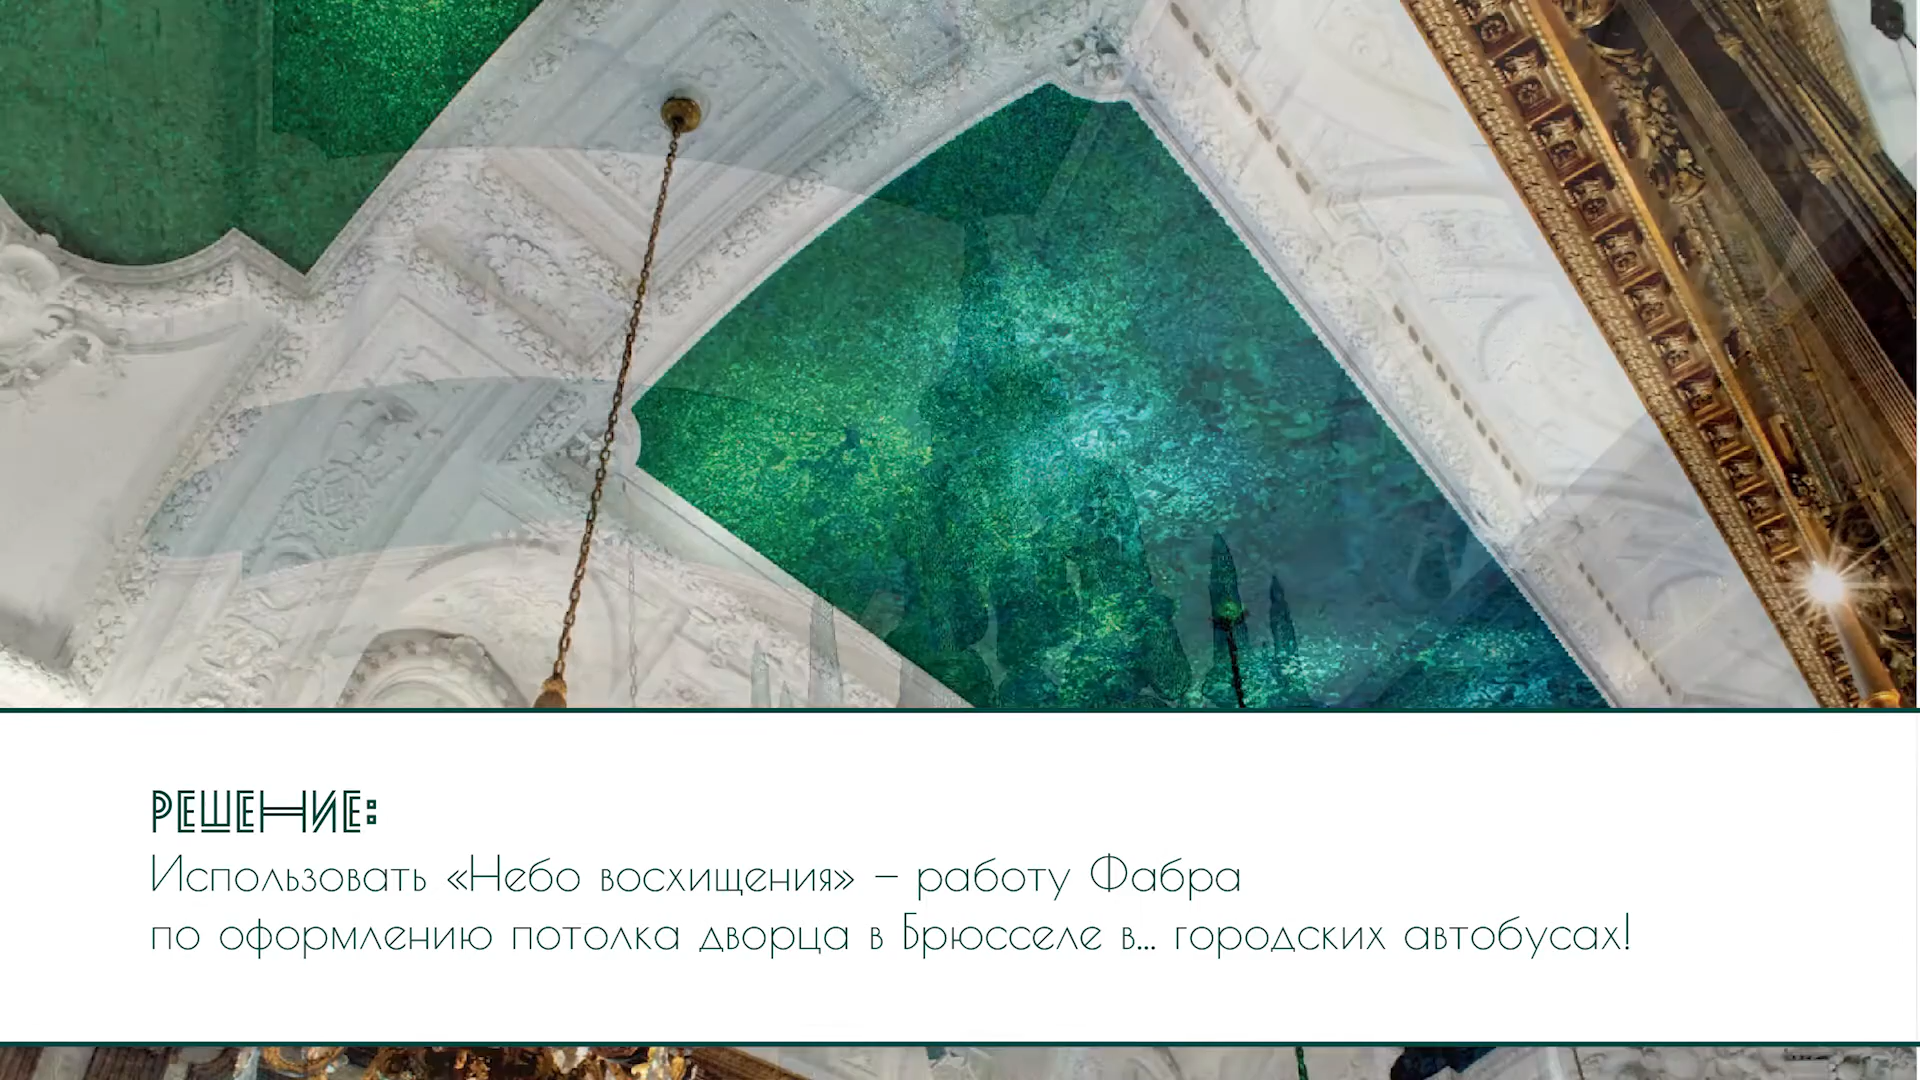 РЕШЕНИЕ:
Использовать «Небо восхищения» – работу Фабра
по оформлению потолка дворца в Брюсселе в... городских автобусах!